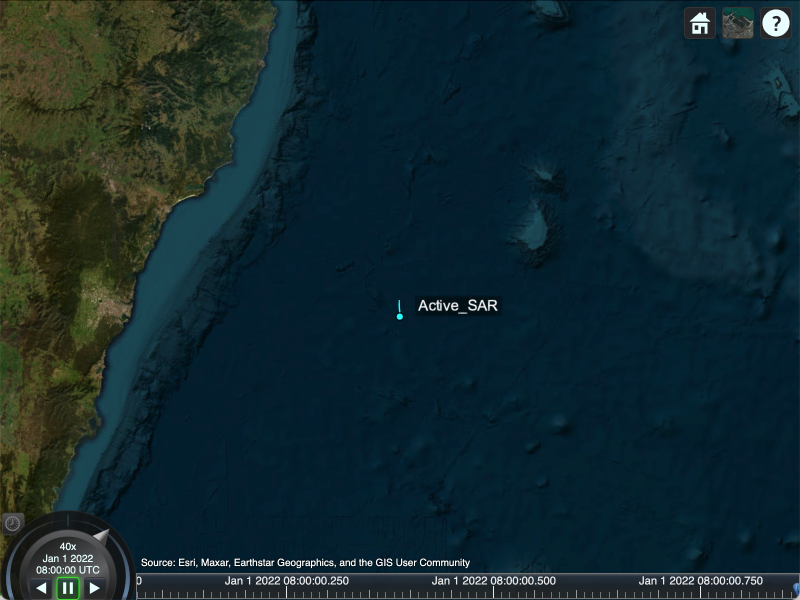 ?
Active_SAR
40x
Jan 1 2022
08:00:00 UTC
Source: Esri, Maxar, Earthstar Geographics, and the GIS User Community
0
Jan 1 2022 08:00:00.250
Jan 1 2022 08:00:00.500
Jan 1 2022 08:00:00.750